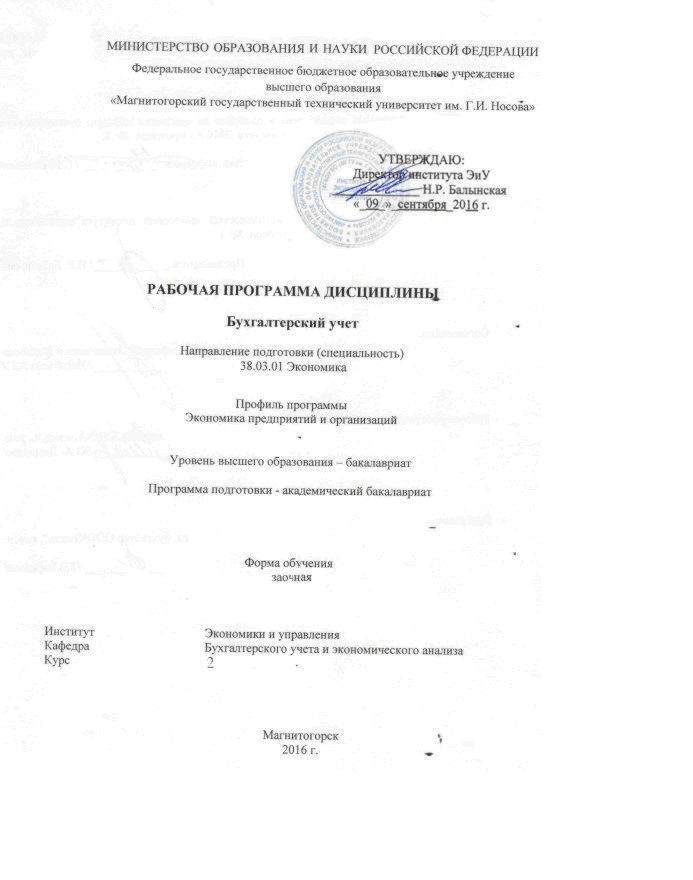 МИНИСТЕРСТВО ОБРАЗОВАНИЯ И НАУКИ РОССИЙСКОЙ ФЕДЕРАЦИИ
Федеральное государственное бюджетное образовательное учреждение
высшего образования
«Магнитогорский государственный технический университет им. Г.И. Носова»
УТВЕРЖДАЮ:
Директор института ЭиУ
Н.Р. Балынская
« 09 » сентября 2016 г.
РАБОЧАЯ ПРОГРАММА ДИСЦИПЛИНЫ
Бухгалтерский учет
Направление подготовки (специальность)
38.03.01 Экономика
Профиль программы
Экономика предприятий и организаций
Уровень высшего образования – бакалавриат
Программа подготовки - академический бакалавриат
Форма обучения
заочная
Институт Экономики и управления
Кафедра Бухгалтерского учета и экономического анализа
Курс 2
Магнитогорск
2016 г.